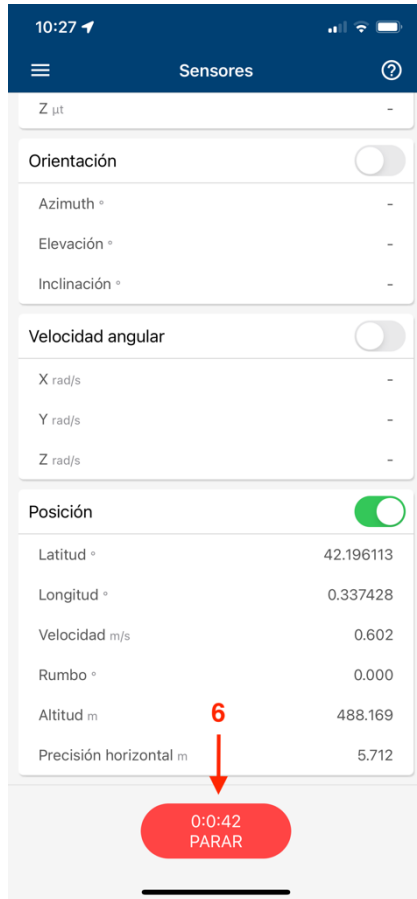 10:27
Sensores
Z µt -
Orientación
Azimuth ° -
Elevación ° -
Inclinación ° -
Velocidad angular
X rad/s -
Y rad/s -
Z rad/s -
Posición
Latitud ° 42.196113
Longitud ° 0.337428
Velocidad m/s 0.602
Rumbo ° 0.000
Altitud m 488.169
6
Precisión horizontal m 5.712
0:0:42
PARAR